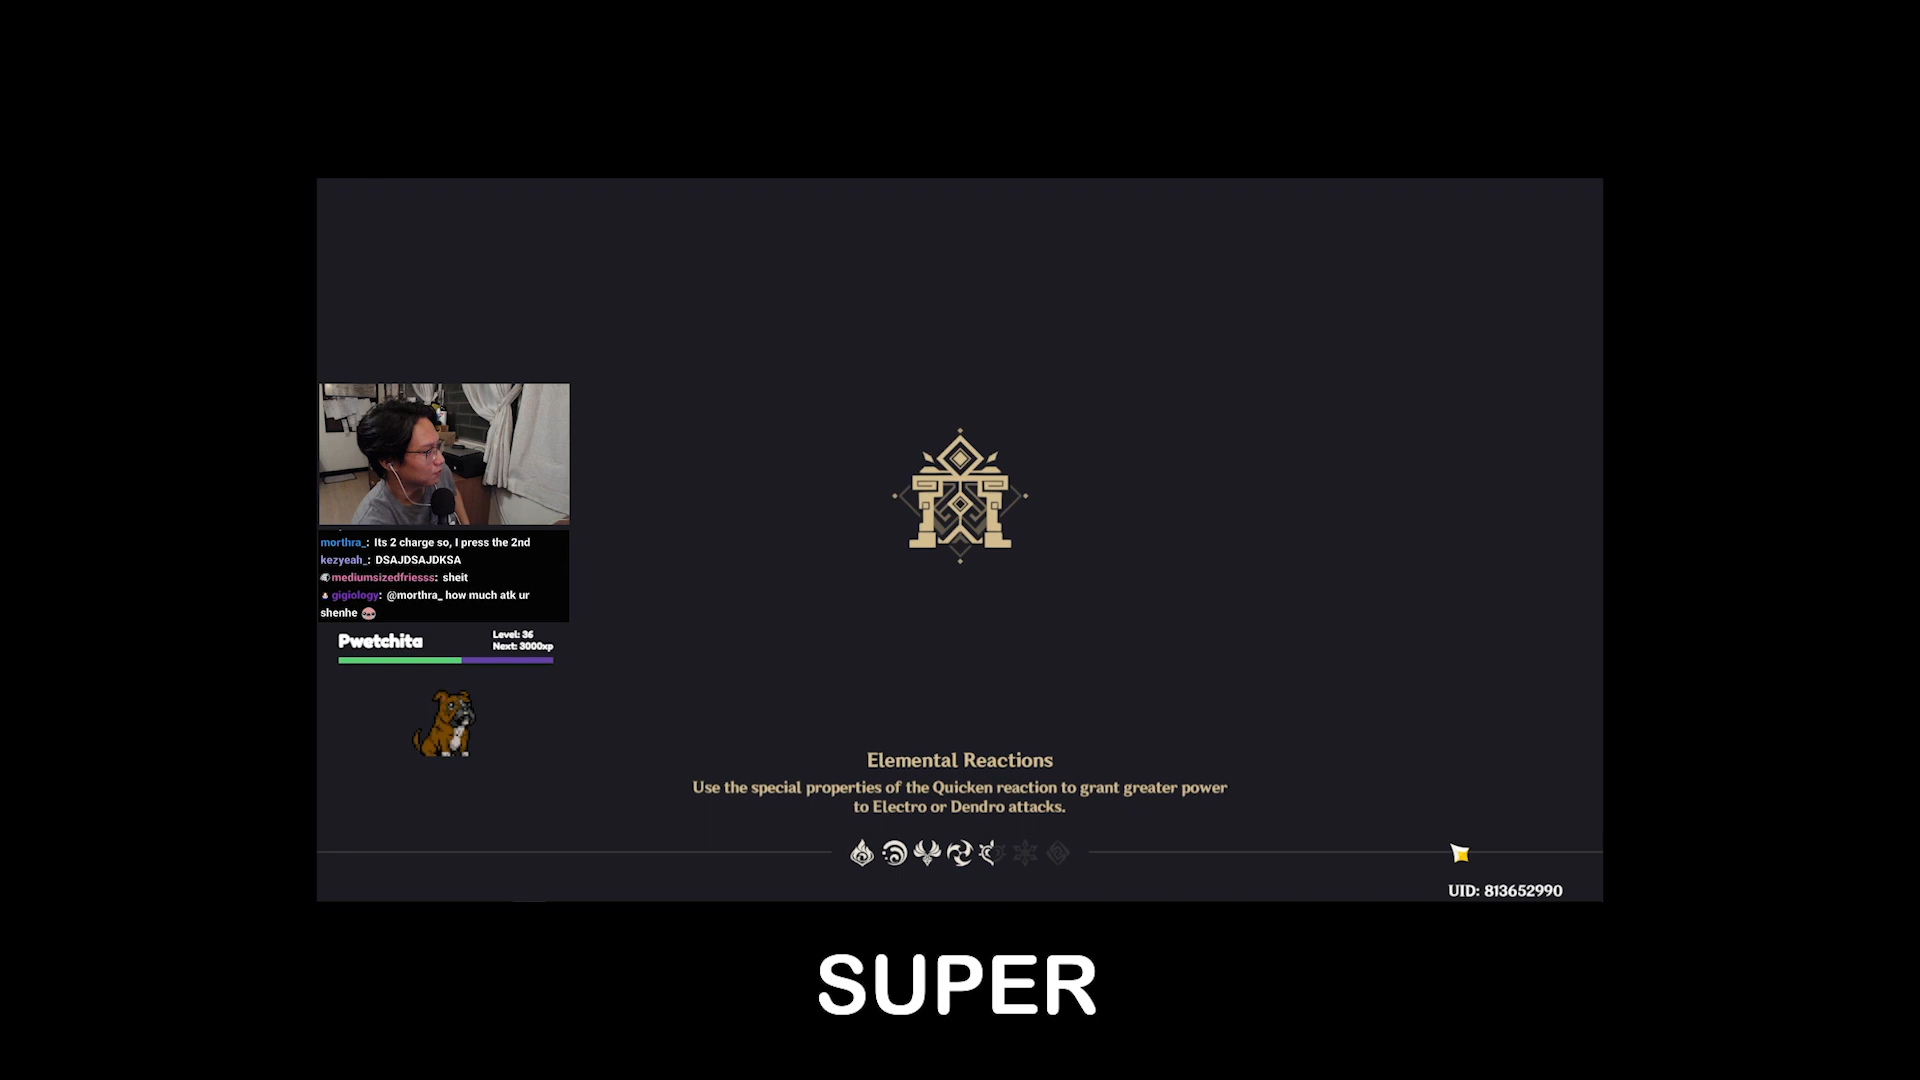 morthra_: Its 2 charge so, I press the 2nd
kezyeah_: DSAJDSAJDKSA
mediumsizedfriesss: sheit
gigiology: @morthra_ how much atk ur
shenhe
Pwetchita
Level: 36
Next: 3000xp
Elemental Reactions
Use the special properties of the Quicken reaction to grant greater power
to Electro or Dendro attacks.
UID: 813652990
SUPER